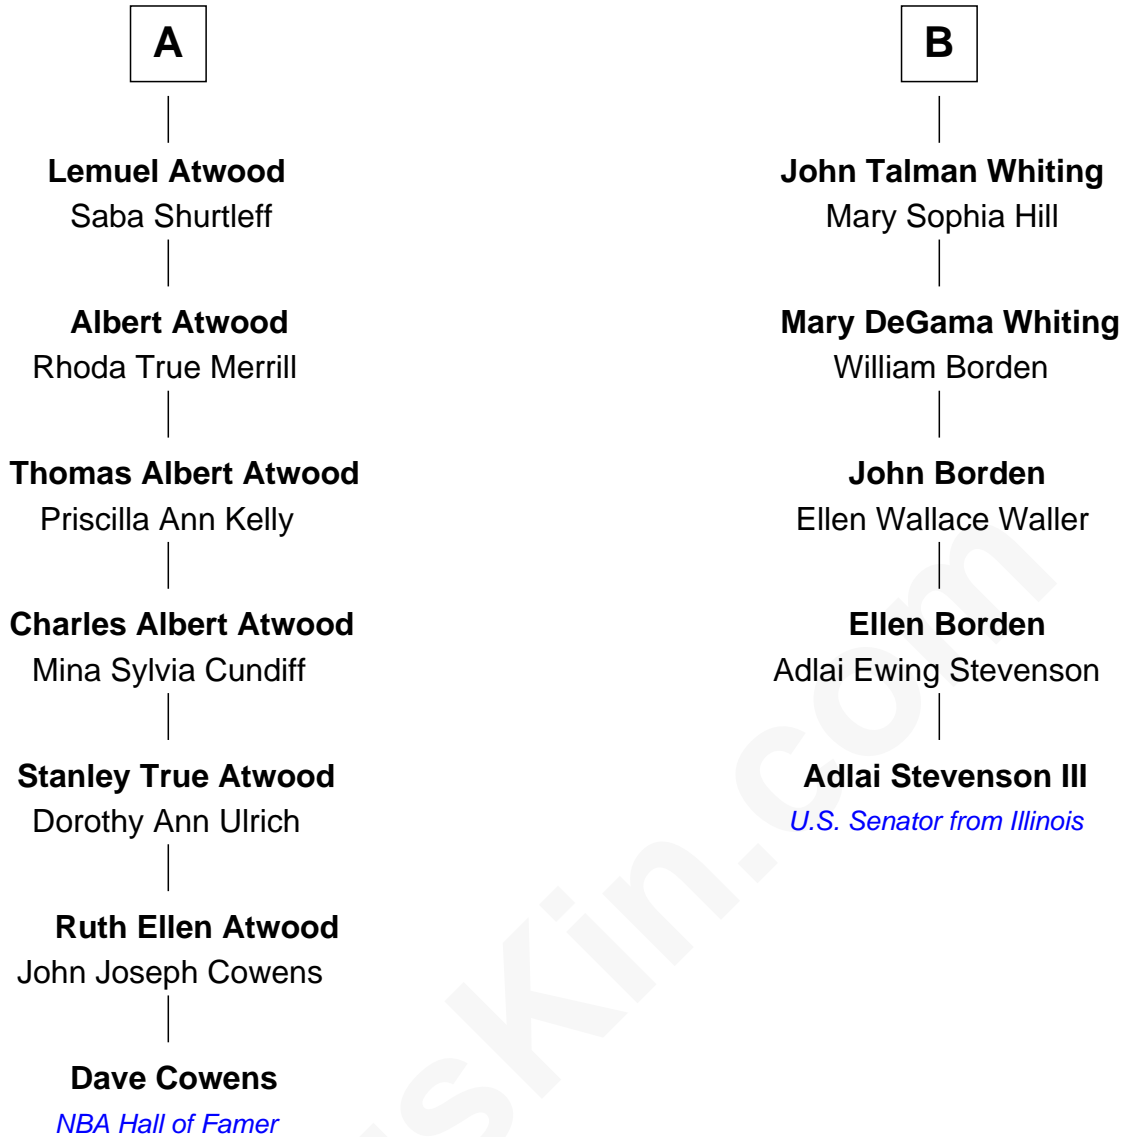 A
Lemuel Atwood
Saba Shurtleff
Albert Atwood
Rhoda True Merrill
Thomas Albert Atwood
Priscilla Ann Kelly
Charles Albert Atwood
Mina Sylvia Cundiff
Stanley True Atwood
Dorothy Ann Ulrich
Ruth Ellen Atwood
John Joseph Cowens
Dave Cowens
NBA Hall of Famer
B
John Talman Whiting
Mary Sophia Hill
Mary DeGama Whiting
William Borden
John Borden
Ellen Wallace Waller
Ellen Borden
Adlai Ewing Stevenson
Adlai Stevenson III
U.S. Senator from Illinois
sKin.com